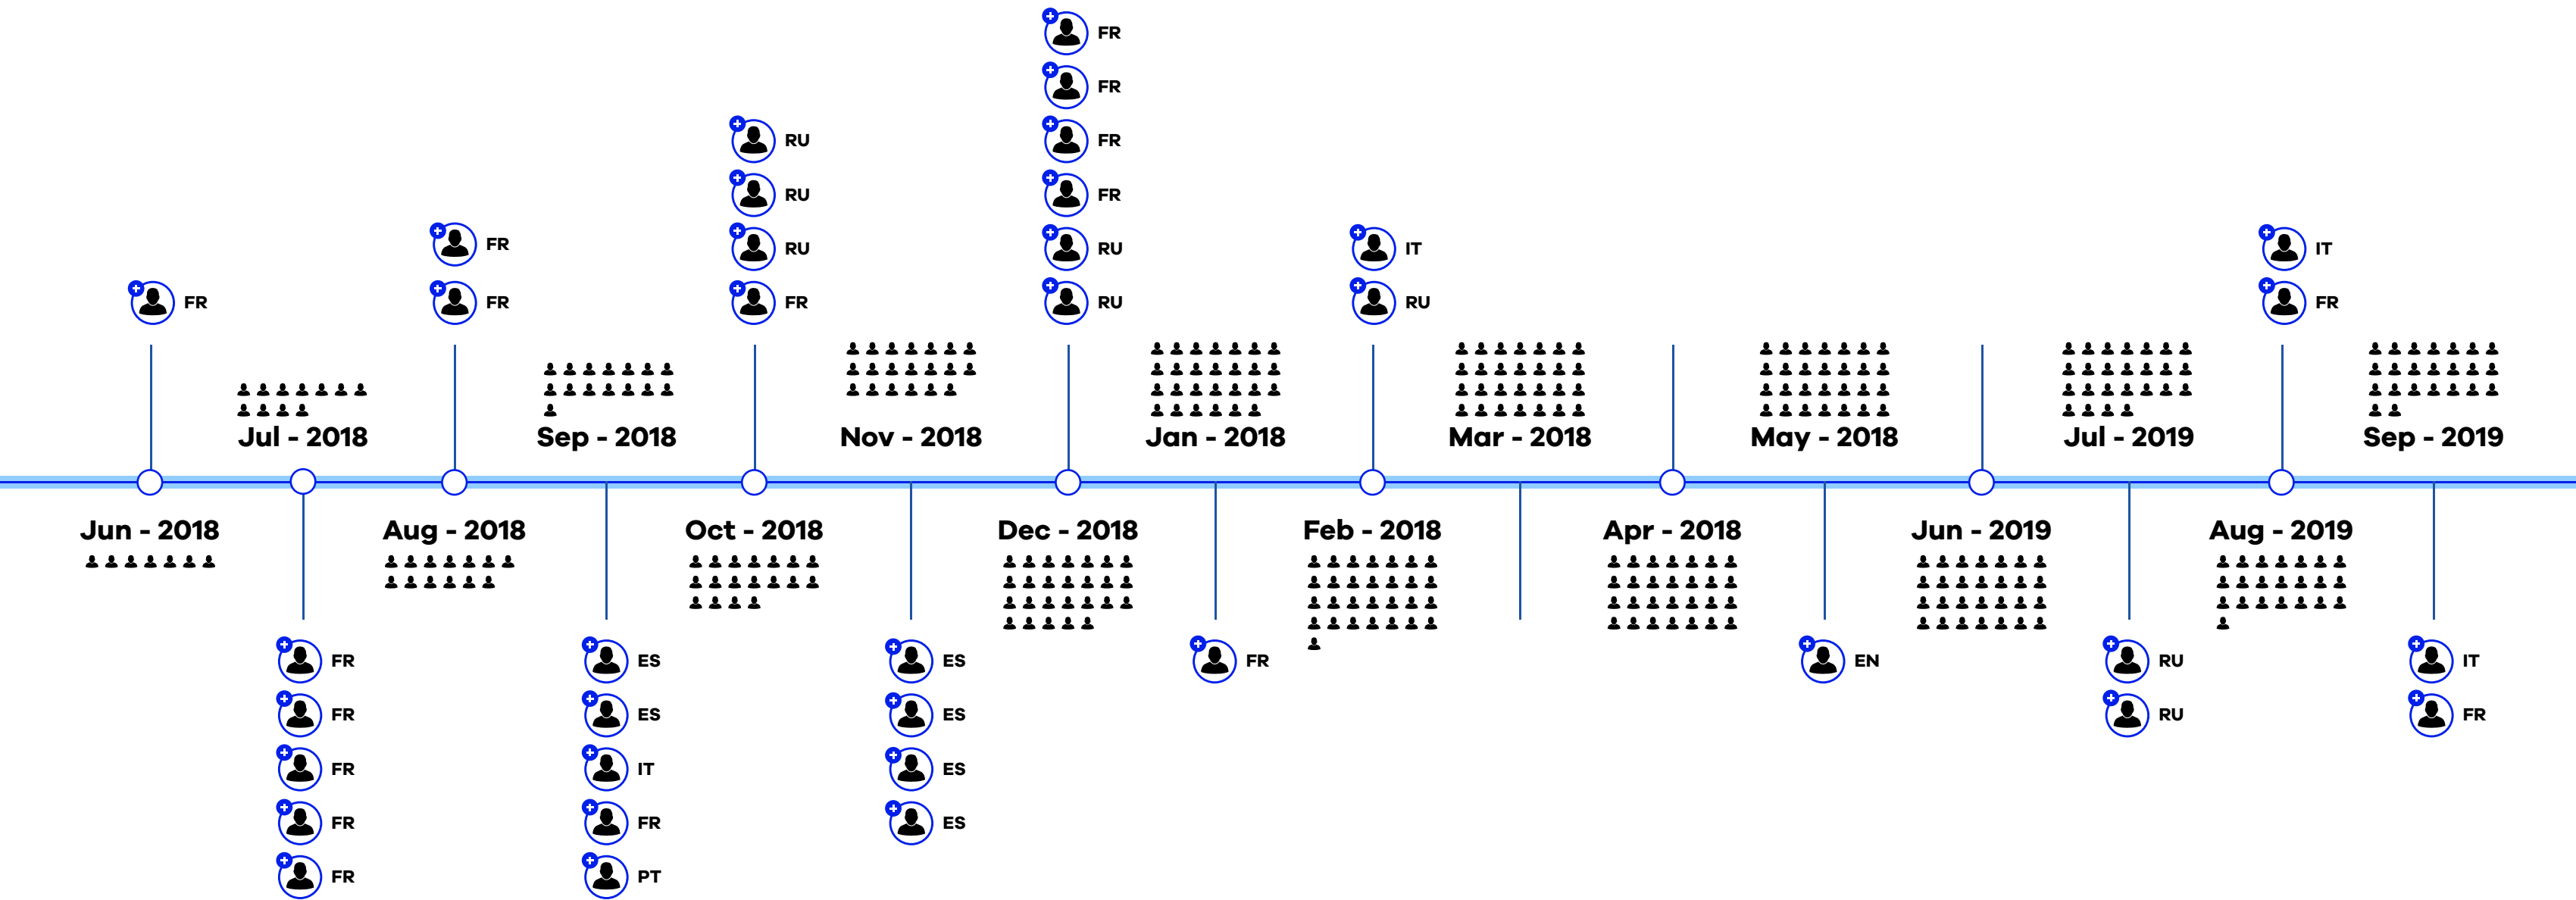 FR
FR
FR
RU
FR
RU
FR
FR
RU
RU
IT
IT
FR
FR
RU
RU
FR
FR
Jul - 2018
Sep - 2018
Nov - 2018
Jan - 2018
Mar - 2018
May - 2018
Jul - 2019
Sep - 2019
Jun - 2018
Aug - 2018
Oct - 2018
Dec - 2018
Feb - 2018
Apr - 2018
Jun - 2019
Aug - 2019
FR
ES
ES
FR
EN
RU
IT
FR
ES
ES
RU
FR
FR
IT
ES
FR
FR
ES
FR
PT